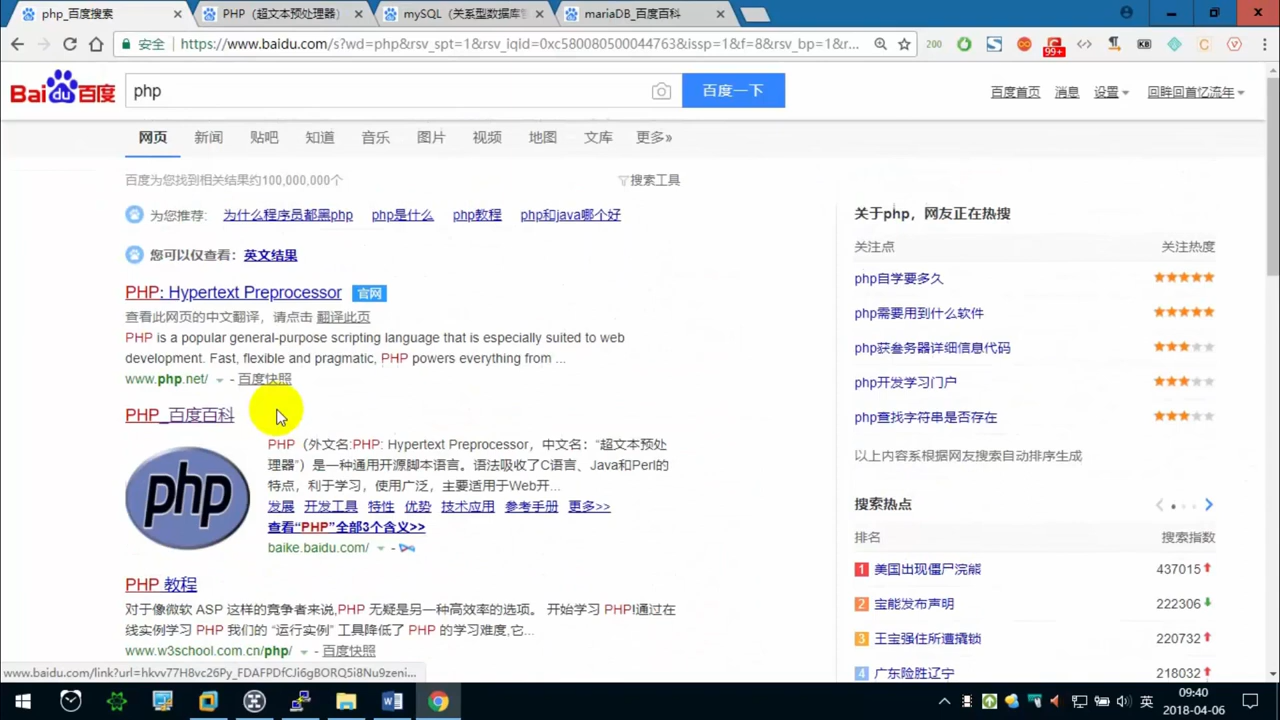 php_百度搜索
PHP（超文本预处理器）
mySQL（关系型数据库管
mariaDB_百度百科
安全
https://www.baidu.com/s?wd=php&rsv_spt=1&rsv_iqid=0xc580080500044763&issp=1&f=8&rsv_bp=1&r...
200
99+
Bai du 百度
php
百度一下
百度首页 消息 设置 回眸回首忆流年
网页 新闻 贴吧 知道 音乐 图片 视频 地图 文库 更多»
百度为您找到相关结果约100,000,000个
搜索工具
为您推荐: 为什么程序员都黑php php是什么 php教程 php和java哪个好
您可以仅查看: 英文结果
PHP: Hypertext Preprocessor 官网
查看此网页的中文翻译，请点击 翻译此页
PHP is a popular general-purpose scripting language that is especially suited to web
development. Fast, flexible and pragmatic, PHP powers everything from ...
www.php.net/ - 百度快照
PHP_百度百科
php
PHP（外文名:PHP: Hypertext Preprocessor，中文名：“超文本预处
理器”）是一种通用开源脚本语言。语法吸收了C语言、Java和Perl的
特点，利于学习，使用广泛，主要适用于Web开...
发展 开发工具 特性 优势 技术应用 参考手册 更多>>
查看“PHP”全部3个含义>>
baike.baidu.com/ -
PHP 教程
对于像微软 ASP 这样的竞争者来说,PHP 无疑是另一种高效率的选项。 开始学习 PHP!通过在
线实例学习 PHP 我们的 “运行实例” 工具降低了 PHP 的学习难度,它...
www.w3school.com.cn/php/ - 百度快照
关于php，网友正在热搜
关注点 关注热度
php自学要多久
php需要用到什么软件
php获叁务器详细信息代码
php开发学习门户
php查找字符串是否存在
以上内容系根据网友搜索自动排序生成
搜索热点
排名 搜索指数
1 美国出现僵尸浣熊 437015
2 宝能发布声明 222306
3 王宝强住所遭撬锁 220732
4 广东险胜辽宁 218032
www.baidu.com/link?url=hkvv77H8vc26Py_FDAFPDfCJi6gBORQ5i8Nu9zeni...
英
09:40
2018-04-06